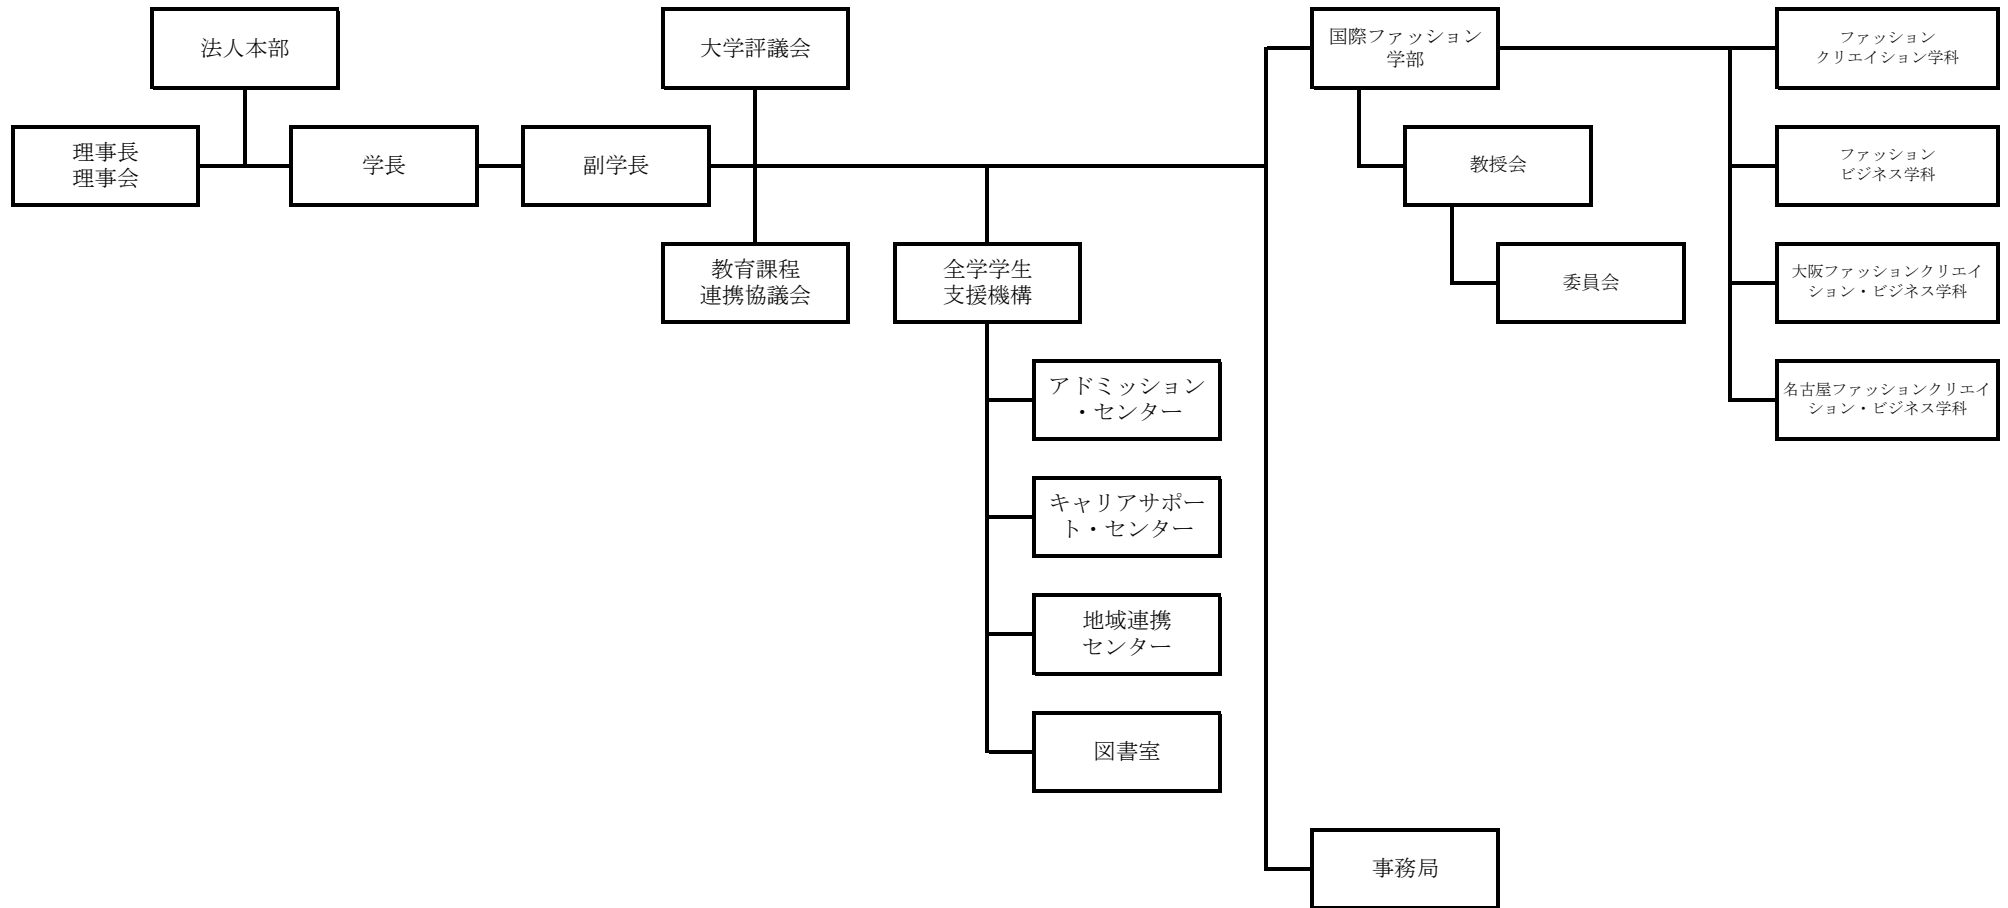 法人本部
大学評議会
国際ファッション
学部
ファッション
クリエイション学科
理事長
理事会
学長
副学長
教授会
ファッション
ビジネス学科
教育課程
連携協議会
全学学生
支援機構
委員会
大阪ファッションクリエイ
ション・ビジネス学科
アドミッション
・センター
名古屋ファッションクリエイ
ション・ビジネス学科
キャリアサポー
ト・センター
地域連携
センター
図書室
事務局